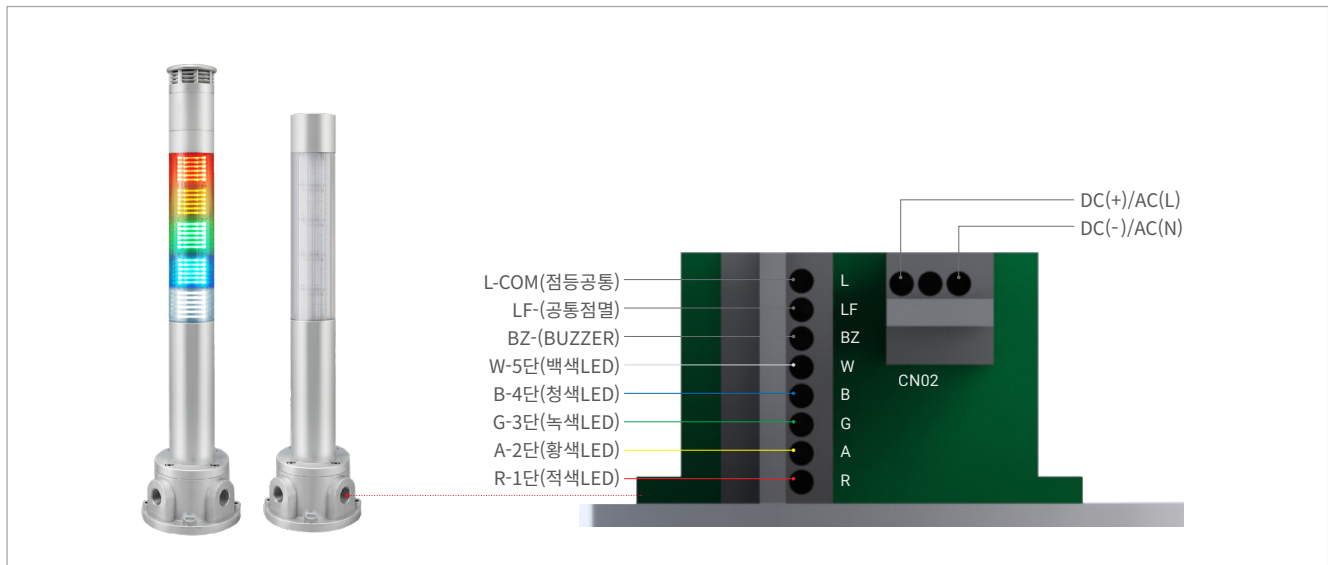 DC(+)/AC(L)
DC(-)/AC(N)
L-COM(점등공통)
LF-(공통점멸)
BZ-(BUZZER)
W-5단(백색LED)
B-4단(청색LED)
G-3단(녹색LED)
A-2단(황색LED)
R-1단(적색LED)
L
LF
BZ
W
B
G
A
R
CN02